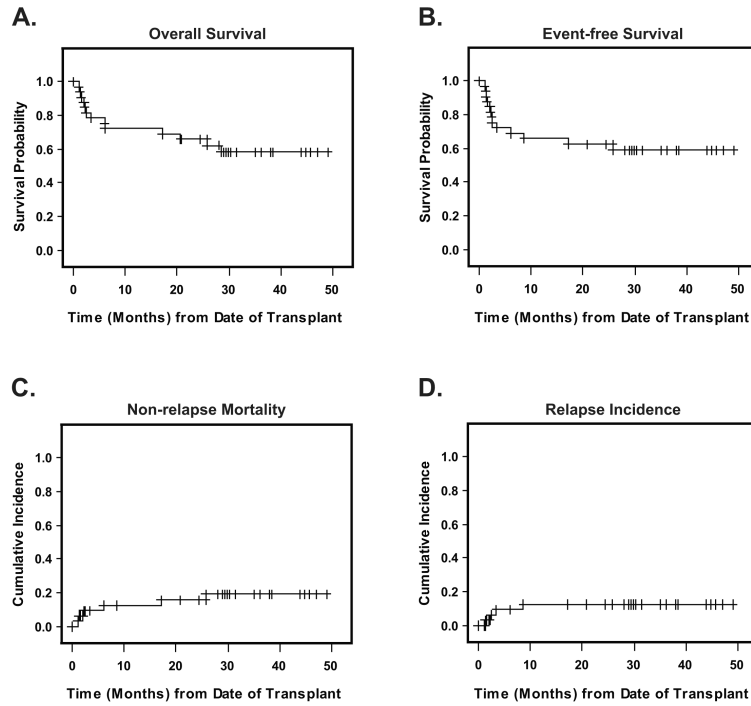 A.
Overall Survival
Survival Probability
1.0
0.8
0.6
0.4
0.2
0.0
0 10 20 30 40 50
Time (Months) from Date of Transplant
B.
Event-free Survival
Survival Probability
1.0
0.8
0.6
0.4
0.2
0.0
0 10 20 30 40 50
Time (Months) from Date of Transplant
C.
Non-relapse Mortality
Cumulative Incidence
1.0
0.8
0.6
0.4
0.2
0.0
0 10 20 30 40 50
Time (Months) from Date of Transplant
D.
Relapse Incidence
Cumulative Incidence
1.0
0.8
0.6
0.4
0.2
0.0
0 10 20 30 40 50
Time (Months) from Date of Transplant